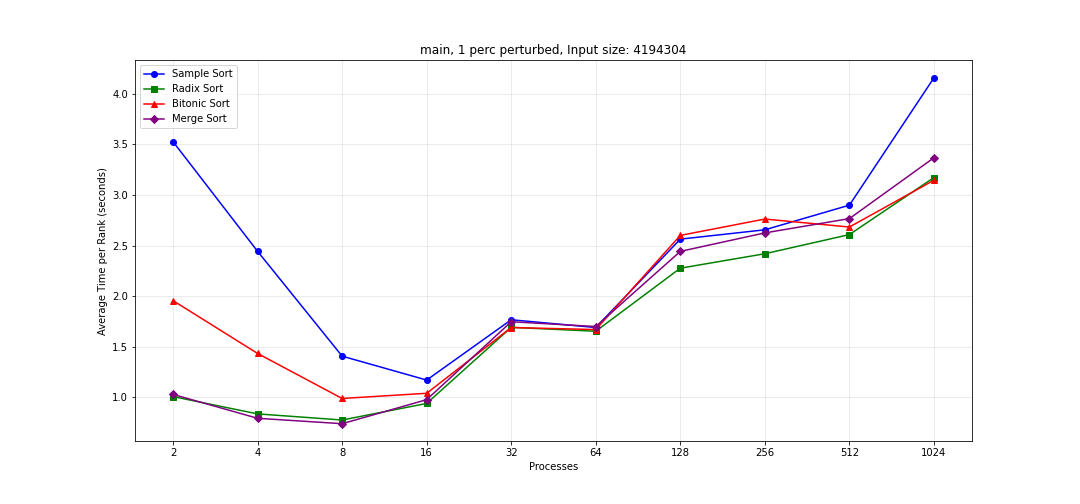 main, 1 perc perturbed, Input size: 4194304
Sample Sort
Radix Sort
Bitonic Sort
Merge Sort
Average Time per Rank (seconds)
4.0
3.5
3.0
2.5
2.0
1.5
1.0
2 4 8 16 32 64 128 256 512 1024
Processes